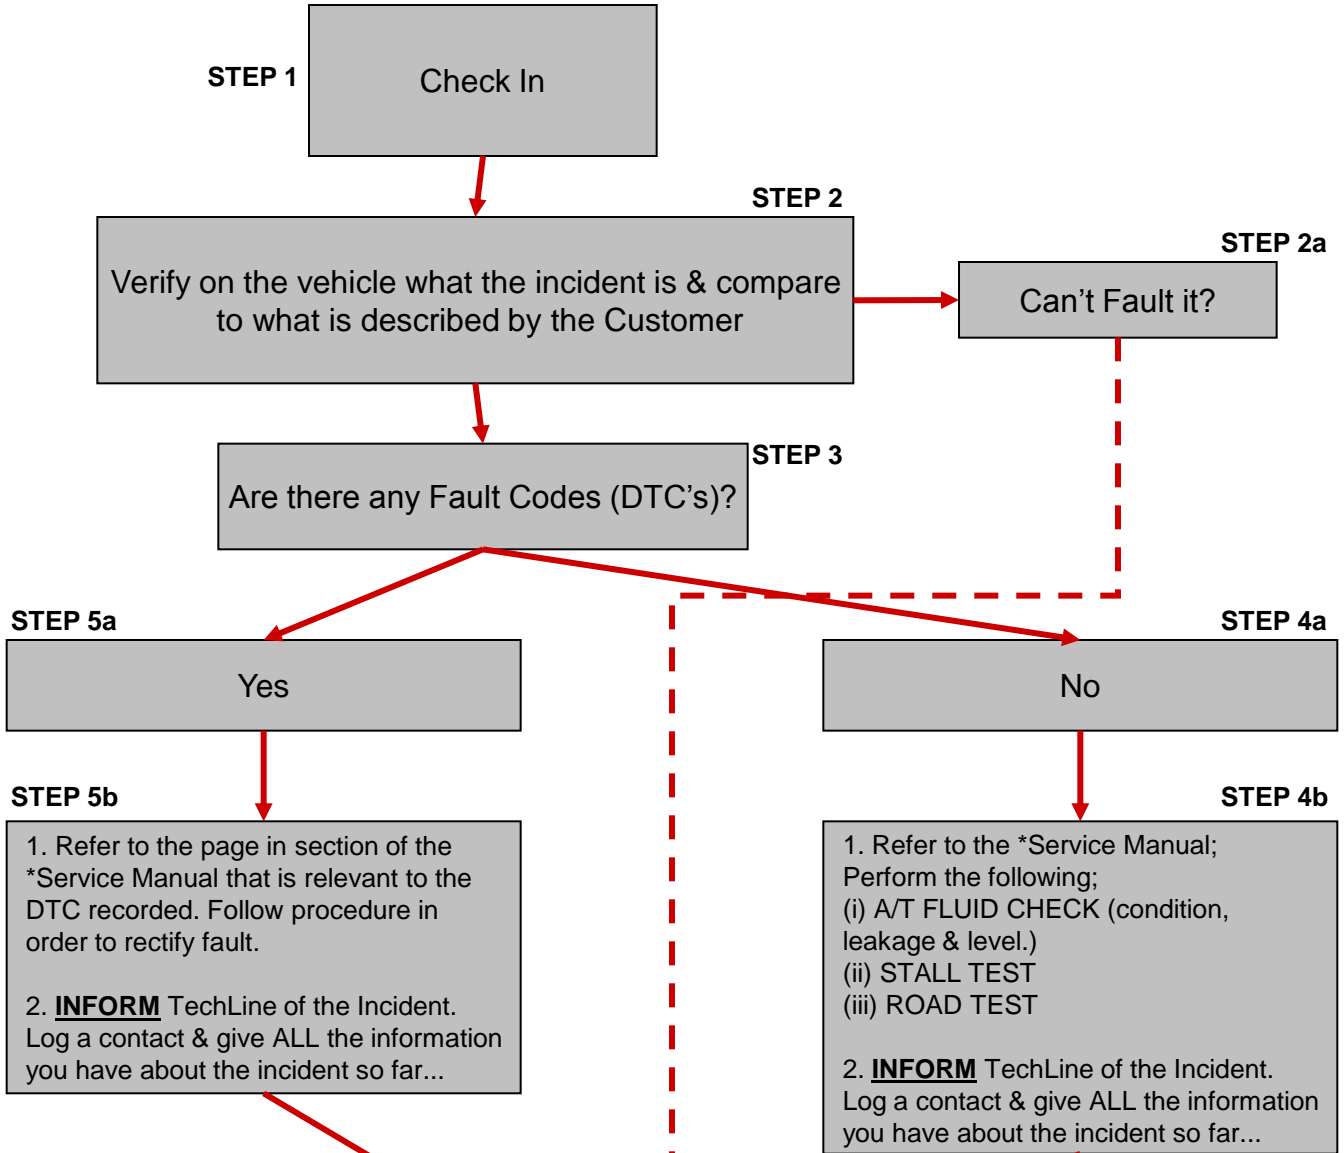 STEP 1
Check In
STEP 2
Verify on the vehicle what the incident is & compare
to what is described by the Customer
STEP 2a
Can’t Fault it?
STEP 3
Are there any Fault Codes (DTC’s)?
STEP 5a
Yes
STEP 4a
No
STEP 5b
1. Refer to the page in section of the
*Service Manual that is relevant to the
DTC recorded. Follow procedure in
order to rectify fault.
2. INFORM TechLine of the Incident.
Log a contact & give ALL the information
you have about the incident so far...
STEP 4b
1. Refer to the *Service Manual;
Perform the following;
(i) A/T FLUID CHECK (condition,
leakage & level.)
(ii) STALL TEST
(iii) ROAD TEST
2. INFORM TechLine of the Incident.
Log a contact & give ALL the information
you have about the incident so far...